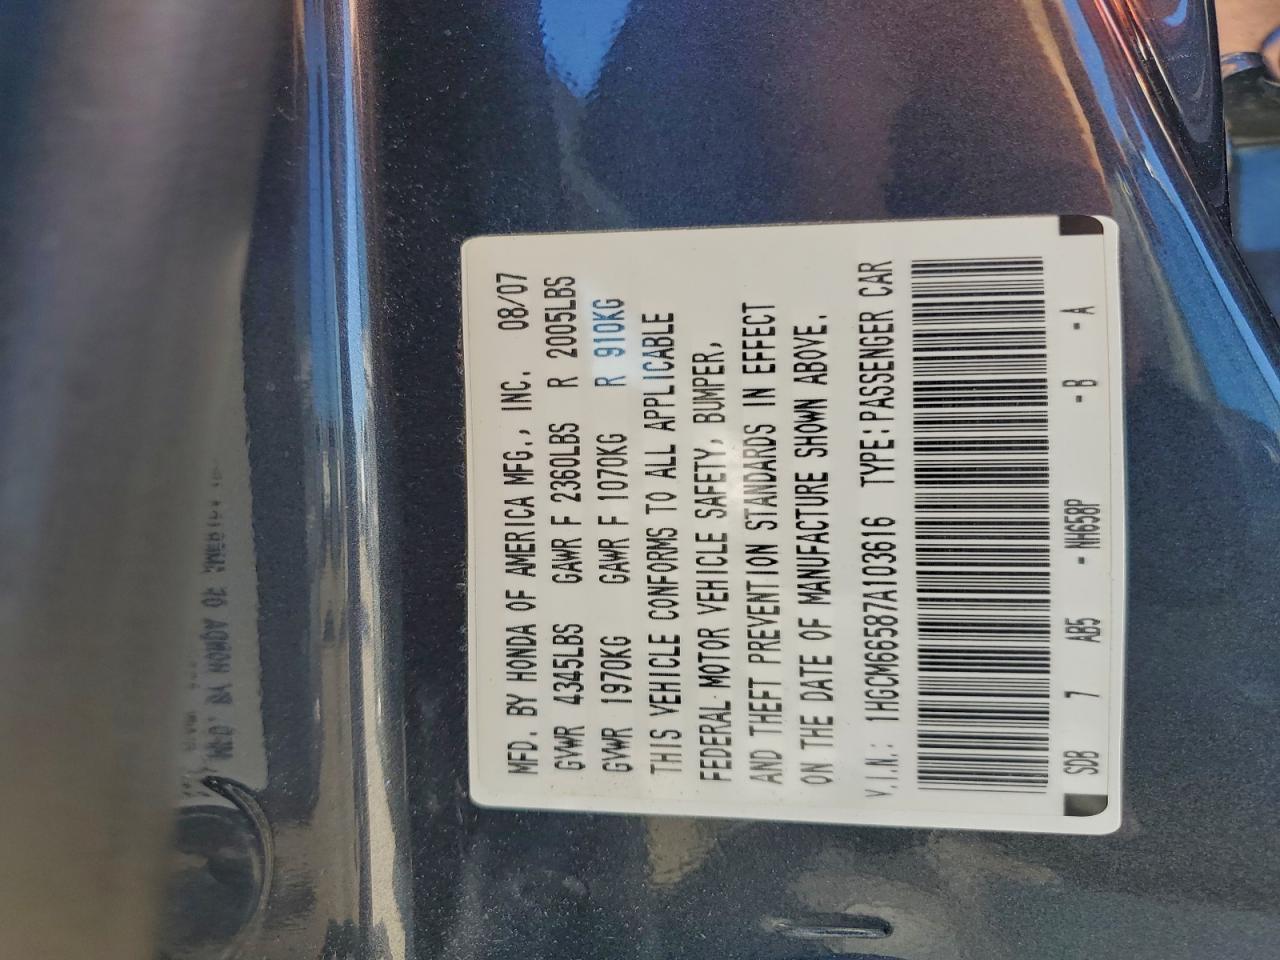 MFD. BY HONDA OF AMERICA MFG., INC. 08/07
GVWR 4345LBS GAWR F 2360LBS R 2005LBS
GVWR 1970KG GAWR F 1070KG R 910KG
THIS VEHICLE CONFORMS TO ALL APPLICABLE
FEDERAL MOTOR VEHICLE SAFETY, BUMPER,
AND THEFT PREVENTION STANDARDS IN EFFECT
ON THE DATE OF MANUFACTURE SHOWN ABOVE.
V.I.N.: 1HGCM66587A103616 TYPE:PASSENGER CAR
SDB 7 AB5 - NH658P - B - A